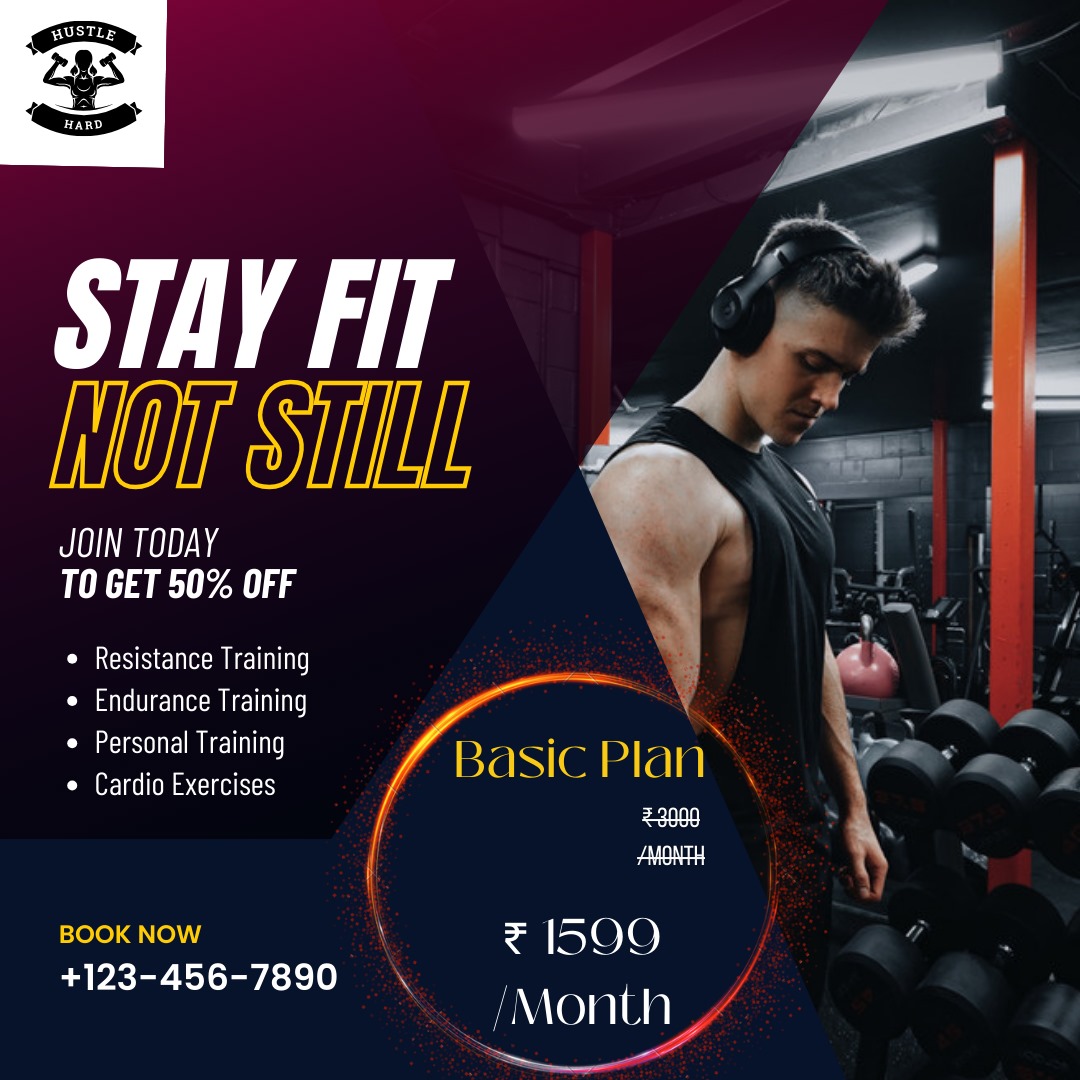 HUSTLE
HARD
STAY FIT
NOT STILL
JOIN TODAY
TO GET 50% OFF
• Resistance Training
• Endurance Training
• Personal Training
• Cardio Exercises
Basic Plan
₹ 3000
/MONTH
₹ 1599
/Month
BOOK NOW
+123-456-7890